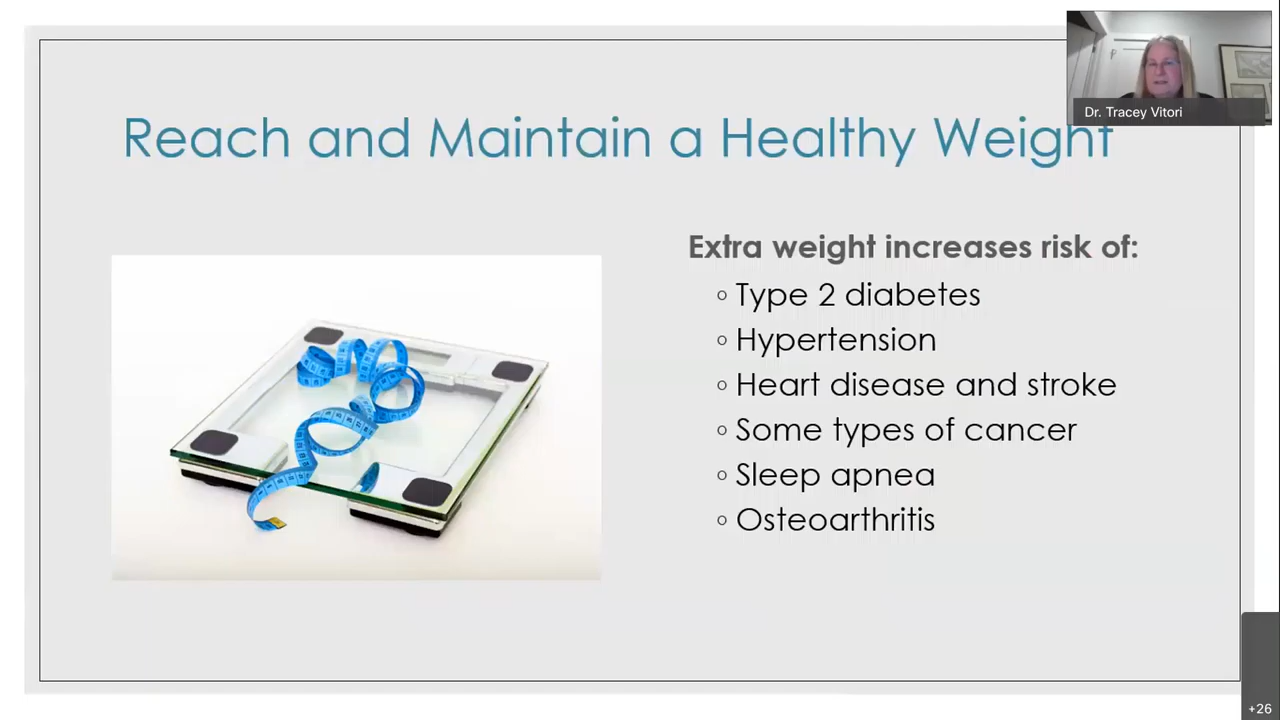 Dr. Tracey Vitori
Reach and Maintain a Healthy Weight
Extra weight increases risk of:
◦ Type 2 diabetes
◦ Hypertension
◦ Heart disease and stroke
◦ Some types of cancer
◦ Sleep apnea
◦ Osteoarthritis
+26